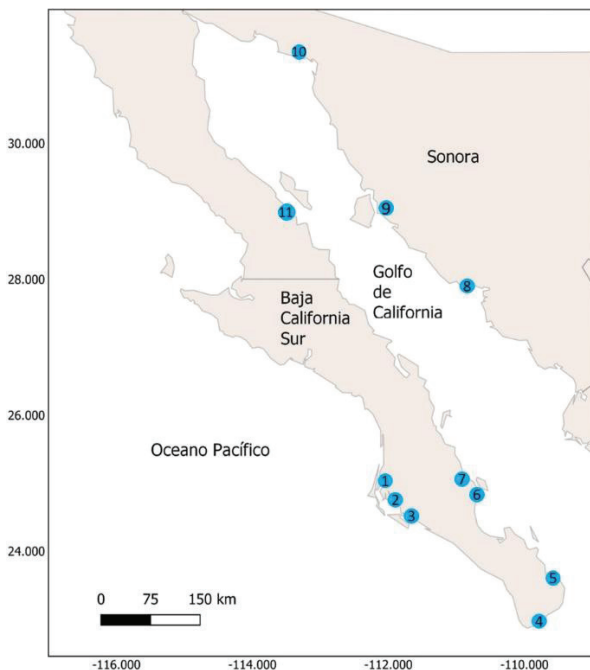 10
30.000
Sonora
9
11
28.000
8
Golfo
de
California
Baja
California
Sur
26.000
Oceano Pacífico
1
7
2
6
3
24.000
5
0 75 150 km
4
-116.000 -114.000 -112.000 -110.000